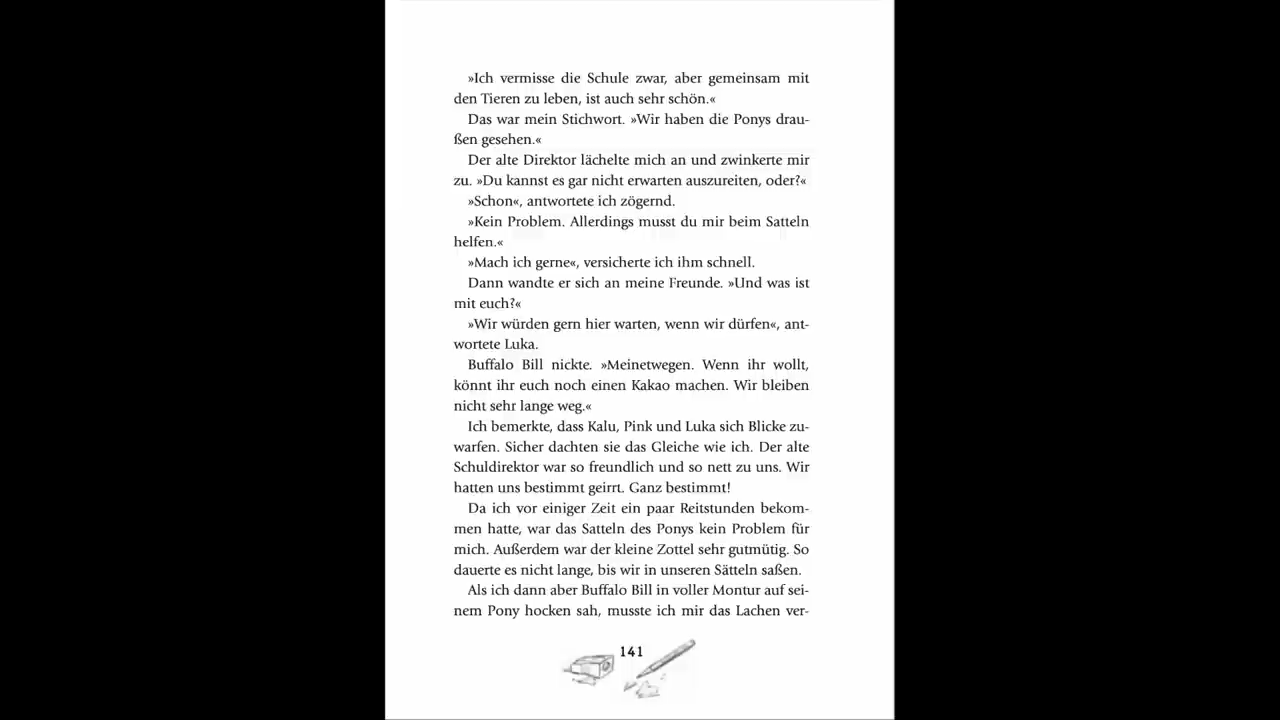 »Ich vermisse die Schule zwar, aber gemeinsam mit
den Tieren zu leben, ist auch sehr schön.«
Das war mein Stichwort. »Wir haben die Ponys drau-
ßen gesehen.«
Der alte Direktor lächelte mich an und zwinkerte mir
zu. »Du kannst es gar nicht erwarten auszureiten, oder?«
»Schon«, antwortete ich zögernd.
»Kein Problem. Allerdings musst du mir beim Satteln
helfen.«
»Mach ich gerne«, versicherte ich ihm schnell.
Dann wandte er sich an meine Freunde. »Und was ist
mit euch?«
»Wir würden gern hier warten, wenn wir dürfen«, ant-
wortete Luka.
Buffalo Bill nickte. »Meinetwegen. Wenn ihr wollt,
könnt ihr euch noch einen Kakao machen. Wir bleiben
nicht sehr lange weg.«
Ich bemerkte, dass Kalu, Pink und Luka sich Blicke zu-
warfen. Sicher dachten sie das Gleiche wie ich. Der alte
Schuldirektor war so freundlich und so nett zu uns. Wir
hatten uns bestimmt geirrt. Ganz bestimmt!
Da ich vor einiger Zeit ein paar Reitstunden bekom-
men hatte, war das Satteln des Ponys kein Problem für
mich. Außerdem war der kleine Zottel sehr gutmütig. So
dauerte es nicht lange, bis wir in unseren Sätteln saßen.
Als ich dann aber Buffalo Bill in voller Montur auf sei-
nem Pony hocken sah, musste ich mir das Lachen ver-
141